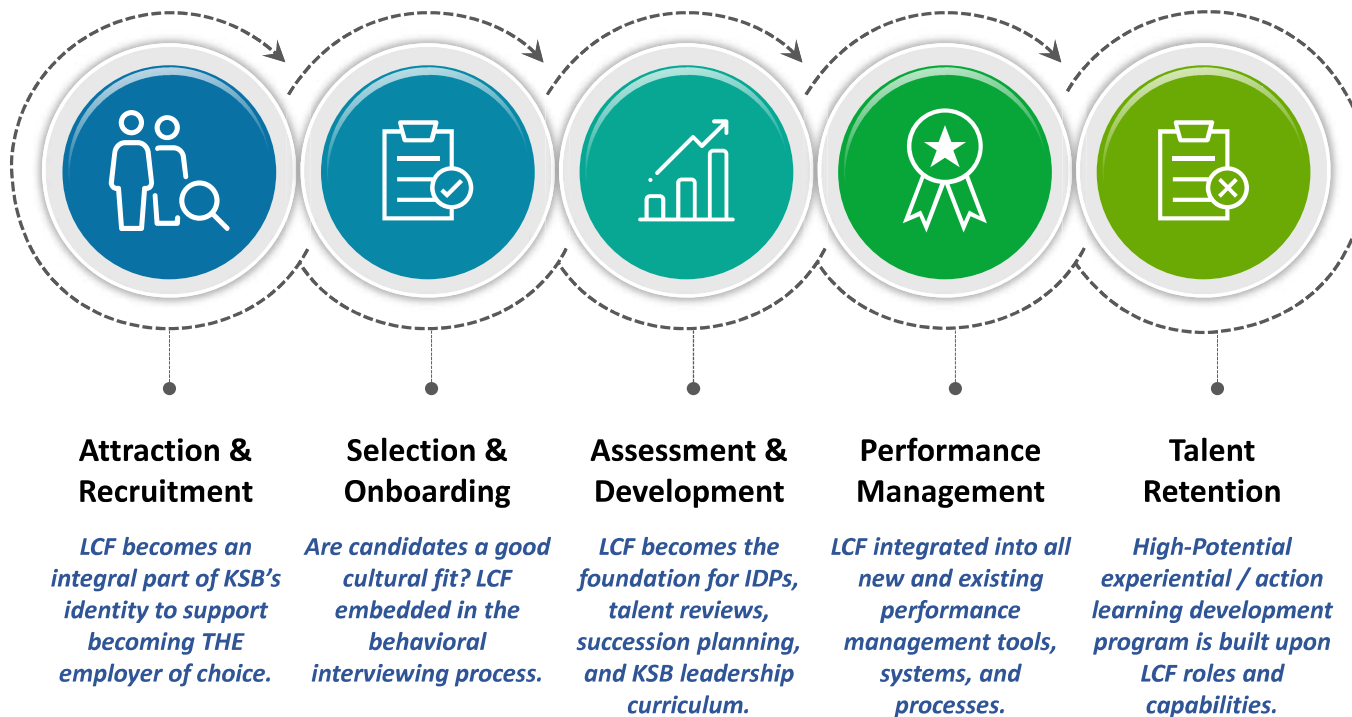 Attraction &
Recruitment
LCF becomes an
integral part of KSB’s
identity to support
becoming THE
employer of choice.
Selection &
Onboarding
Are candidates a good
cultural fit? LCF
embedded in the
behavioral
interviewing process.
Assessment &
Development
LCF becomes the
foundation for IDPs,
talent reviews,
succession planning,
and KSB leadership
curriculum.
Performance
Management
LCF integrated into all
new and existing
performance
management tools,
systems, and
processes.
Talent
Retention
High-Potential
experiential / action
learning development
program is built upon
LCF roles and
capabilities.